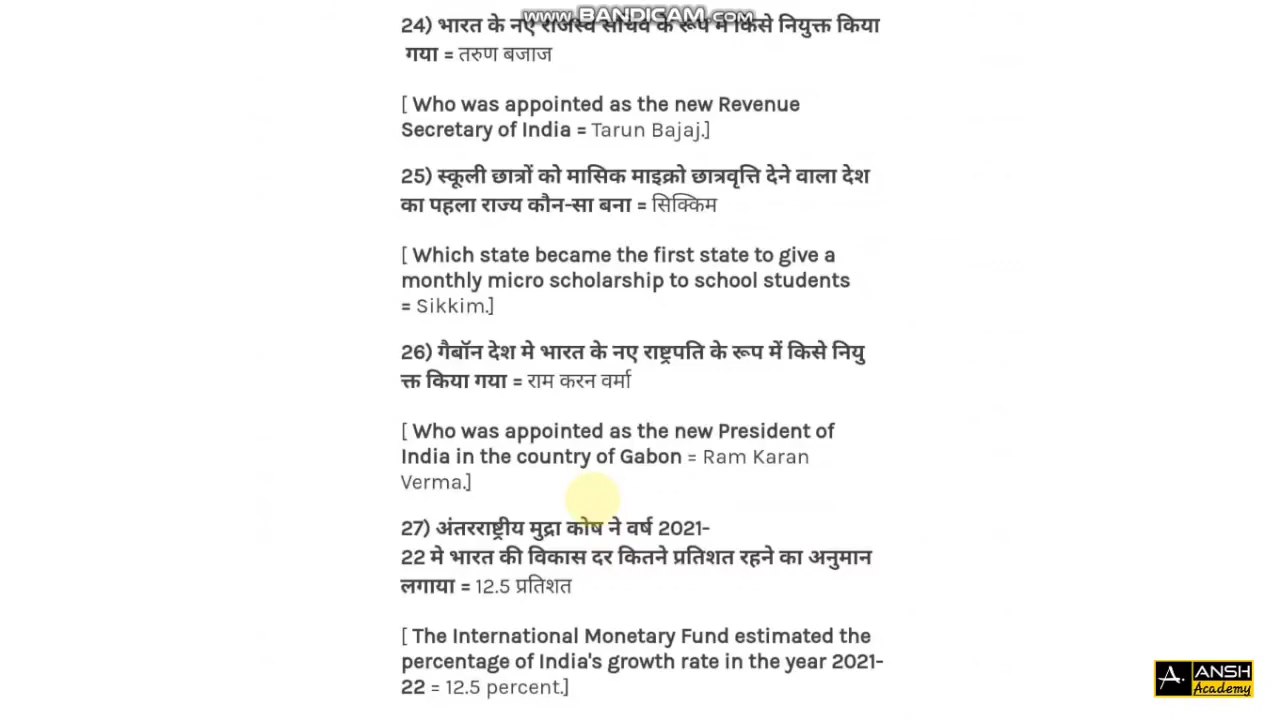 www.BANDICAM.com
24) भारत के नए राजस्व सचिव के रूप में किसे नियुक्त किया
गया = तरुण बजाज
[ Who was appointed as the new Revenue
Secretary of India = Tarun Bajaj.]
25) स्कूली छात्रों को मासिक माइक्रो छात्रवृत्ति देने वाला देश
का पहला राज्य कौन-सा बना = सिक्किम
[ Which state became the first state to give a
monthly micro scholarship to school students
= Sikkim.]
26) गैबॉन देश मे भारत के नए राष्ट्रपति के रूप में किसे नियु
क्त किया गया = राम करन वर्मा
[ Who was appointed as the new President of
India in the country of Gabon = Ram Karan
Verma.]
27) अंतरराष्ट्रीय मुद्रा कोष ने वर्ष 2021-
22 मे भारत की विकास दर कितने प्रतिशत रहने का अनुमान
लगाया = 12.5 प्रतिशत
[ The International Monetary Fund estimated the
percentage of India's growth rate in the year 2021-
22 = 12.5 percent.]
A. ANSH
Academy